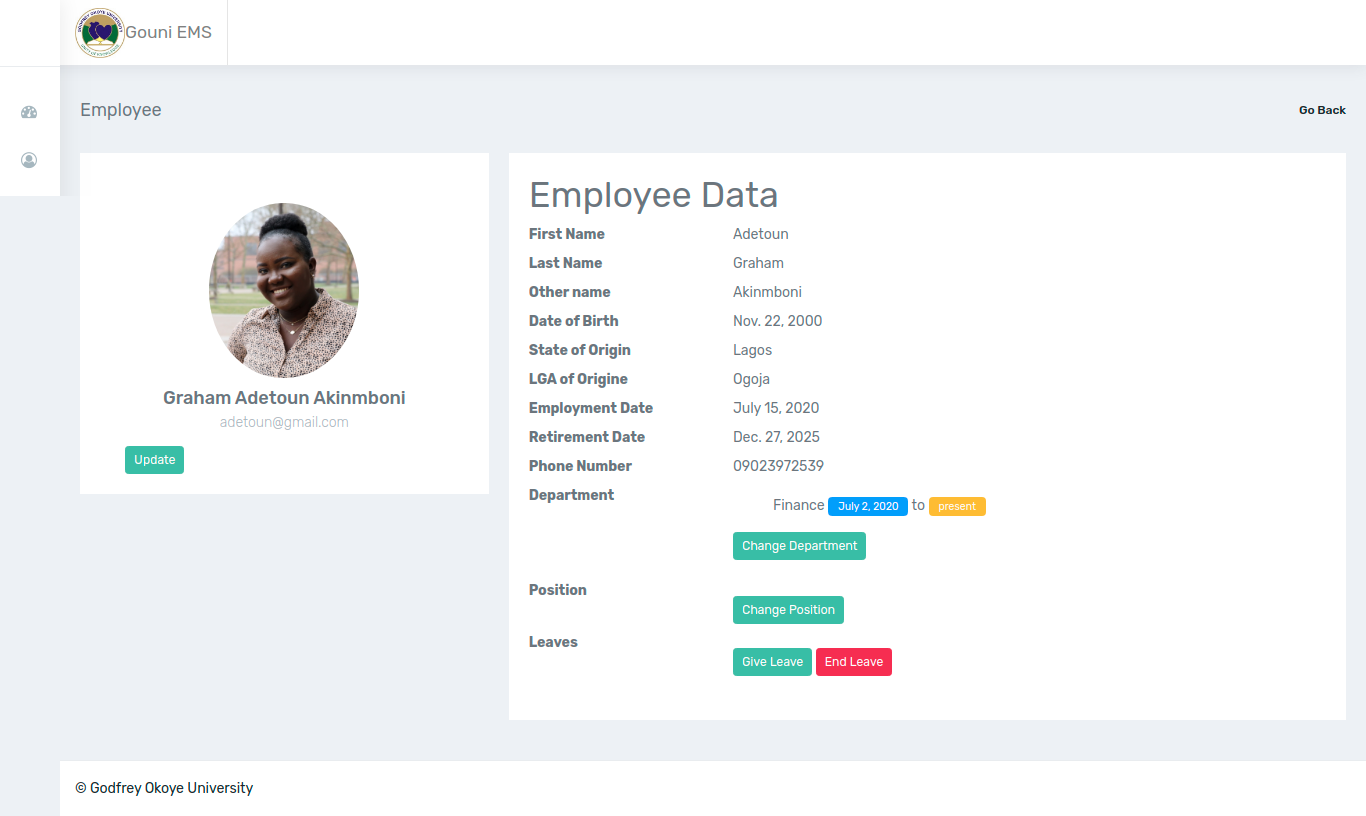 GODFREY OKOYE UNIVERSITY
Gouni EMS
Employee
Go Back
Graham Adetoun Akinmboni
adetoun@gmail.com
Update
Employee Data
First Name Adetoun
Last Name Graham
Other name Akinmboni
Date of Birth Nov. 22, 2000
State of Origin Lagos
LGA of Origine Ogoja
Employment Date July 15, 2020
Retirement Date Dec. 27, 2025
Phone Number 09023972539
Department Finance July 2, 2020 to present
Change Department
Position
Change Position
Leaves
Give Leave End Leave
© Godfrey Okoye University